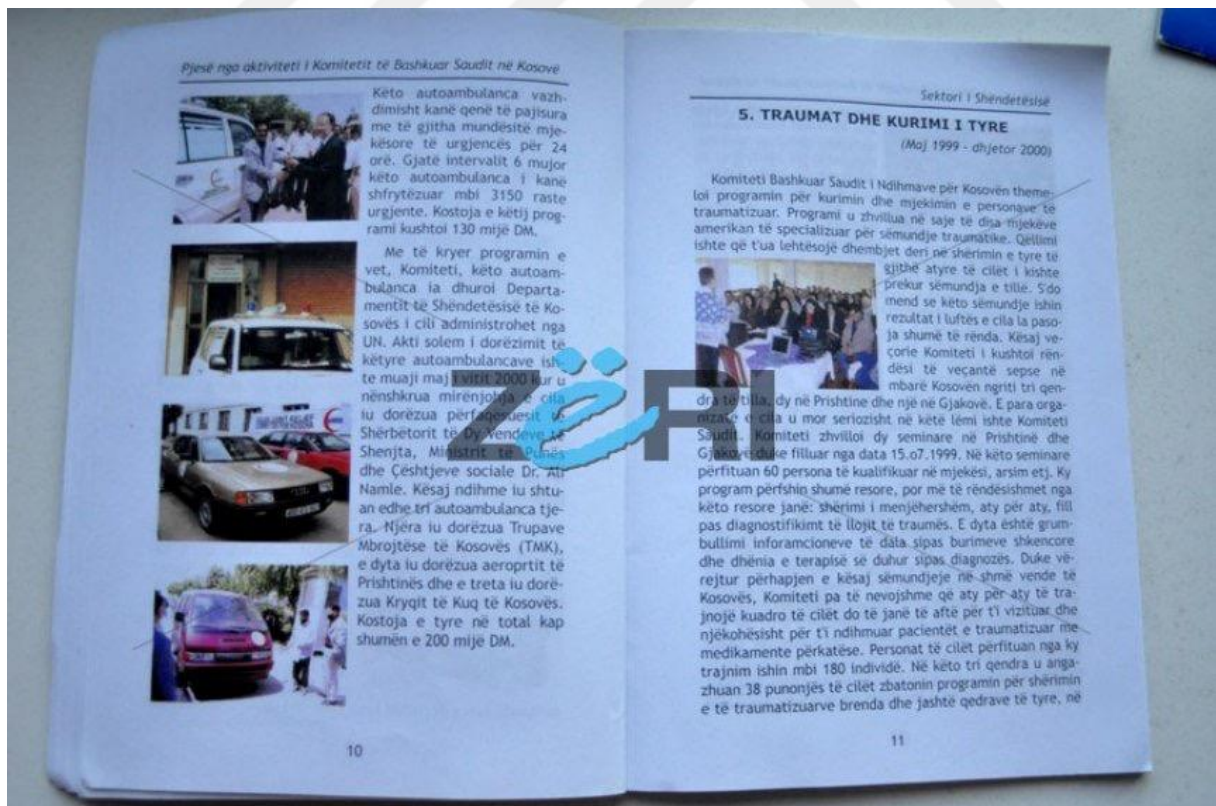 Pjesë nga aktiviteti i Komitetit të Bashkuar Saudit në Kosovë
Këto autoambulanca vazh-
dimisht kanë qenë të pajisura
me të gjitha mundësitë mje-
kësore të urgjencës për 24
orë. Gjatë intervalit 6 mujor
këto autoambulanca i kanë
shfrytëzuar mbi 3150 raste
urgjente. Kostoja e këtij prog-
rami kushtoi 130 mijë DM.
Me të kryer programin e
vet, Komiteti, këto autoam-
bulanca ia dhuroi Departa-
mentit të Shëndetësisë të Ko-
sovës i cili administrohet nga
UN. Akti solem i dorëzimit të
këtyre autoambulancave ish-
te muaji maj i vitit 2000 kur u
nënshkrua mirënjohja e cila
iu dorëzua përfaqësuesit të
Shërbëtorit të Dy Vendeve të
Shenjta, Ministrit të Punës
dhe Çështjeve sociale Dr. Ali
Namle. Kësaj ndihme iu shtu-
an edhe tri autoambulanca tje-
ra. Njëra iu dorëzua Trupave
Mbrojtëse të Kosovës (TMK),
e dyta iu dorëzua aeroprtit të
Prishtinës dhe e treta iu dorë-
zua Kryqit të Kuq të Kosovës.
Kostoja e tyre në total kap
shumën e 200 mijë DM.
10
Sektori i Shëndetësisë
5. TRAUMAT DHE KURIMI I TYRE
(Maj 1999 - dhjetor 2000)
Komiteti Bashkuar Saudit i Ndihmave për Kosovën theme-
loi programin për kurimin dhe mjekimin e personave të
traumatizuar. Programi u zhvillua në saje të disa mjekëve
amerikan të specializuar për sëmundje traumatike. Qëllimi
ishte që t'ua lehtësojë dhembjet deri në shërimin e tyre të
gjithë atyre të cilët i kishte
prekur sëmundja e tillë. S'do
mend se këto sëmundje ishin
rezultat i luftës e cila la paso-
ja shumë të rënda. Kësaj ve-
çorie Komiteti i kushtoi rën-
dësi të veçantë sepse në
mbarë Kosovën ngriti tri qen-
dra të tilla, dy në Prishtine dhe një në Gjakovë. E para orga-
nizatë e cila u mor seriozisht në këtë lëmi ishte Komiteti
Saudit. Komiteti zhvilloi dy seminare në Prishtinë dhe
Gjakovë duke filluar nga data 15.o7.1999. Në këto seminare
përfituan 60 persona të kualifikuar në mjekësi, arsim etj. Ky
program përfshin shumë resore, por më të rëndësishmet nga
këto resore janë: shërimi i menjëhershëm, aty për aty, fill
pas diagnostifikimt të llojit të traumës. E dyta është grum-
bullimi inforamcioneve të dala sipas burimeve shkencore
dhe dhënia e terapisë së duhur sipas diagnozës. Duke vë-
rejtur përhapjen e kësaj sëmundjeje në shmë vende të
Kosovës, Komiteti pa të nevojshme që aty për aty të tra-
jnojë kuadro të cilët do të janë të aftë për t'i vizituar dhe
njëkohësisht për t'i ndihmuar pacientët e traumatizuar me
medikamente përkatëse. Personat të cilët përfituan nga ky
trajnim ishin mbi 180 individë. Në këto tri qendra u anga-
zhuan 38 punonjës të cilët zbatonin programin për shërimin
e të traumatizuarve brenda dhe jashtë qedrave të tyre, në
11
ZËRI